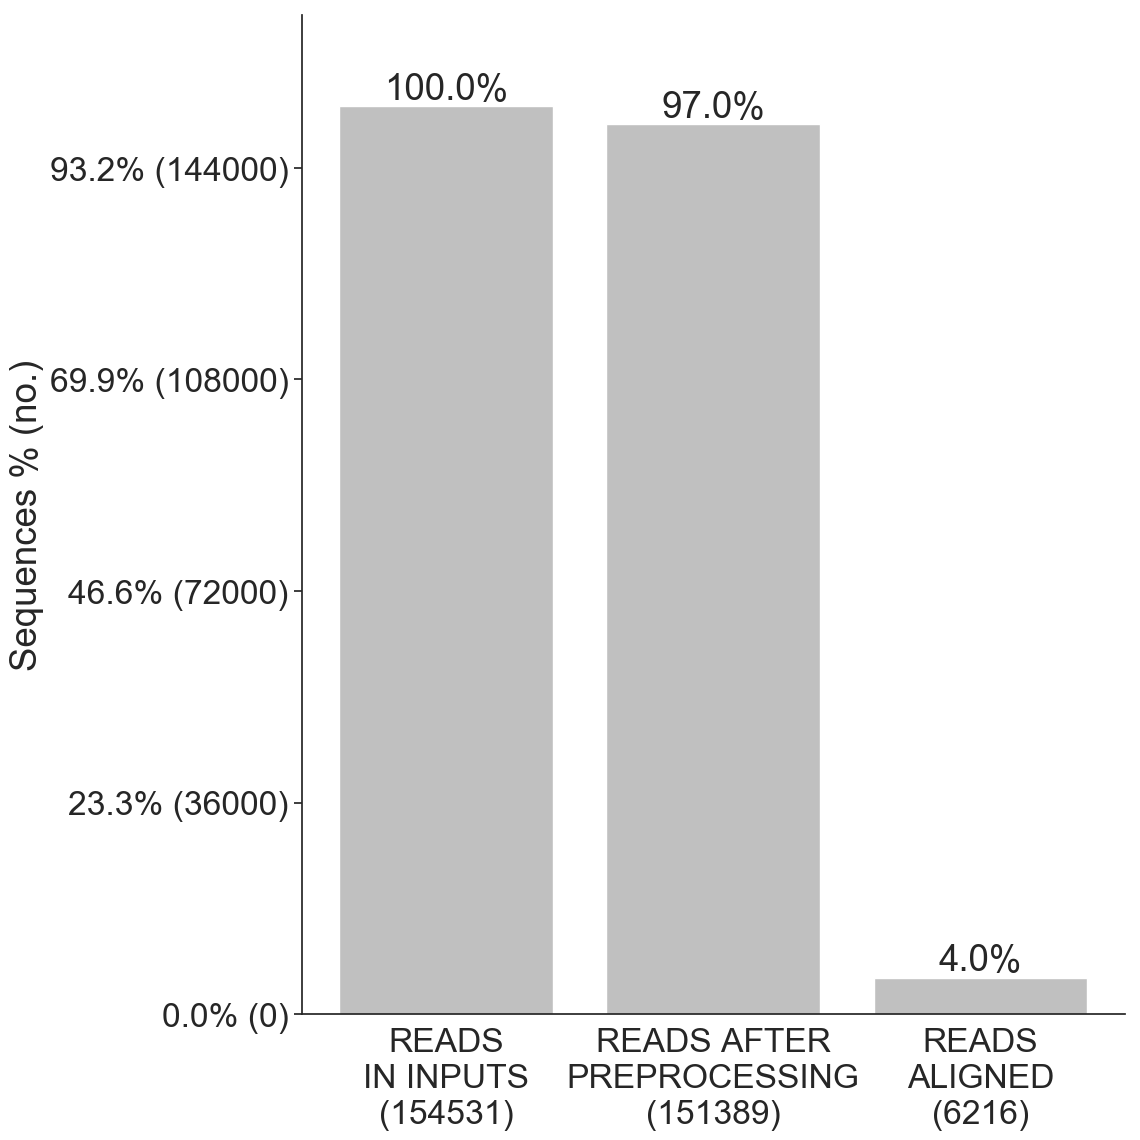 100.0%
97.0%
93.2% (144000)
69.9% (108000)
Sequences % (no.)
46.6% (72000)
23.3% (36000)
4.0%
0.0% (0)
READS
IN INPUTS
(154531)
READS AFTER
PREPROCESSING
(151389)
READS
ALIGNED
(6216)